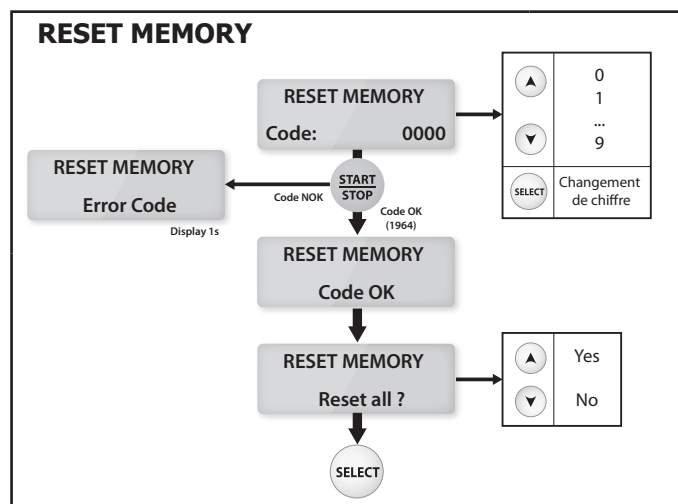 RESET MEMORY
RESET MEMORY
Code: 0000
0
1
...
9
SELECT
Changement
de chiffre
START
STOP
Code NOK
RESET MEMORY
Error Code
Display 1s
Code OK
(1964)
RESET MEMORY
Code OK
RESET MEMORY
Reset all ?
Yes
No
SELECT